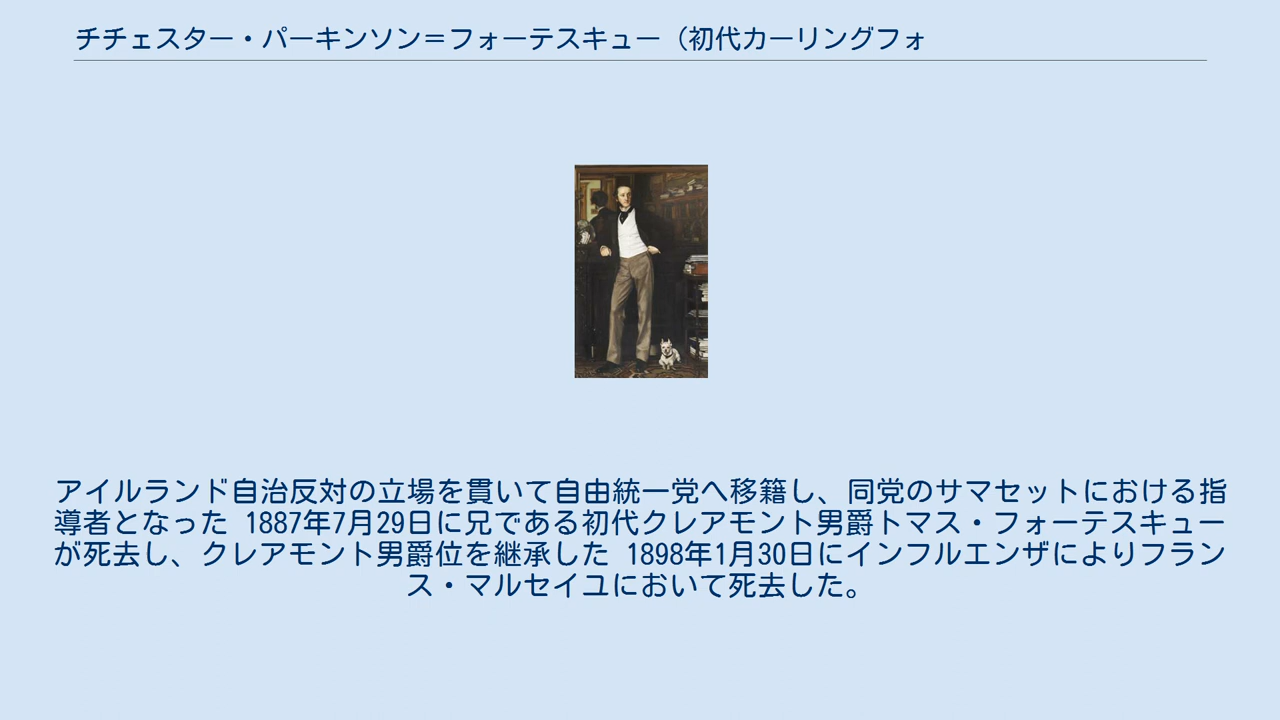 チチェスター・パーキンソン＝フォーテスキュー（初代カーリングフォ
アイルランド自治反対の立場を貫いて自由統一党へ移籍し、同党のサマセットにおける指
導者となった 1887年7月29日に兄である初代クレアモント男爵トマス・フォーテスキュー
が死去し、クレアモント男爵位を継承した 1898年1月30日にインフルエンザによりフラン
ス・マルセイユにおいて死去した。